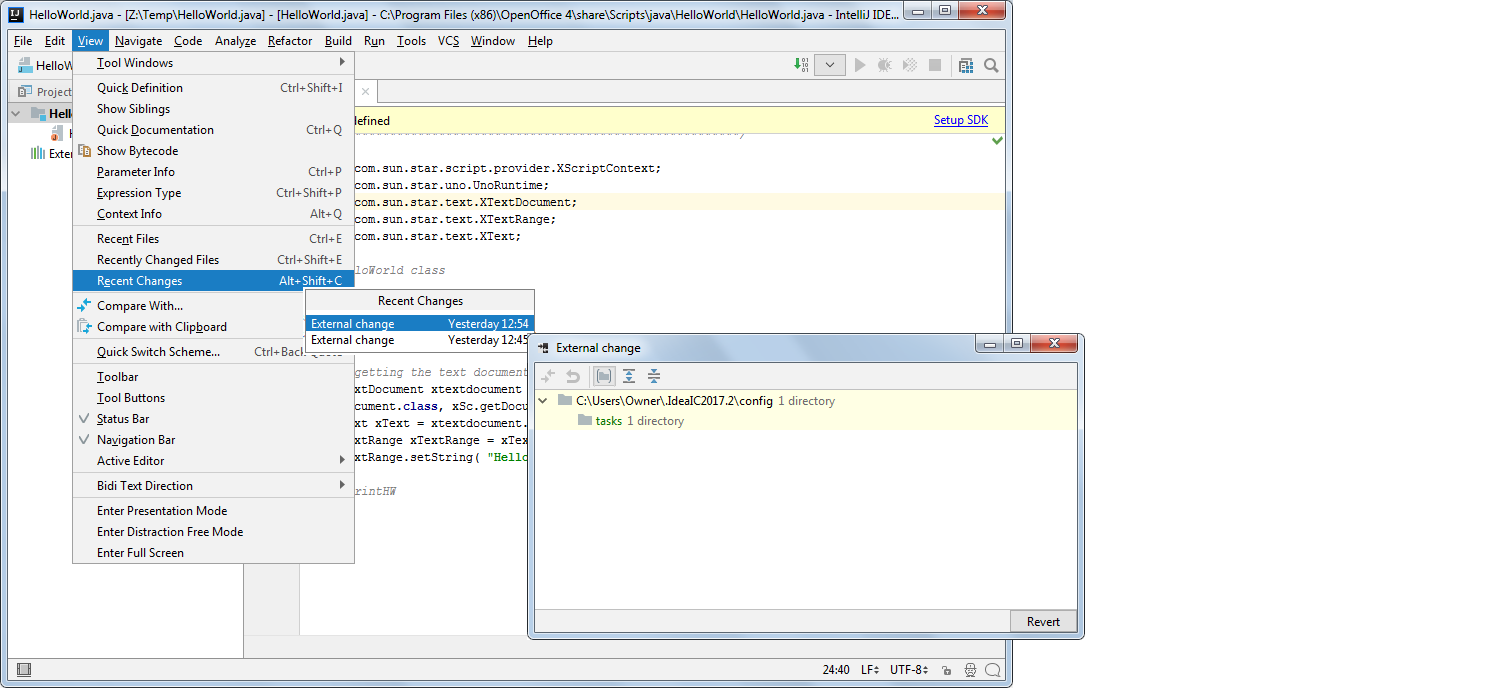 HelloWorld.java - [Z:\Temp\HelloWorld.java] - [HelloWorld.java] - C:\Program Files (x86)\OpenOffice 4\share\Scripts\java\HelloWorld\HelloWorld.java - IntelliJ IDE...
File Edit View Navigate Code Analyze Refactor Build Run Tools VCS Window Help
HelloW
Project
Hell
Exter
Tool Windows
Quick Definition Ctrl+Shift+I
Show Siblings
Quick Documentation Ctrl+Q
Show Bytecode
Parameter Info Ctrl+P
Expression Type Ctrl+Shift+P
Context Info Alt+Q
Recent Files Ctrl+E
Recently Changed Files Ctrl+Shift+E
Recent Changes Alt+Shift+C
Compare With...
Compare with Clipboard
Quick Switch Scheme... Ctrl+Back
Toolbar
Tool Buttons
Status Bar
Navigation Bar
Active Editor
Bidi Text Direction
Enter Presentation Mode
Enter Distraction Free Mode
Enter Full Screen
efined Setup SDK
com.sun.star.script.provider.XScriptContext;
com.sun.star.uno.UnoRuntime;
com.sun.star.text.XTextDocument;
com.sun.star.text.XTextRange;
com.sun.star.text.XText;
loWorld class
Recent Changes
External change Yesterday 12:54
External change Yesterday 12:45
getting the text document
xtDocument xtextdocument
cument.class, xSc.getDocu
xt xText = xtextdocument.
xtRange xTextRange = xTex
xtRange.setString( "Hello
rintHW
External change
C:\Users\Owner\.IdeaIC2017.2\config 1 directory
tasks 1 directory
Revert
24:40 LF UTF-8